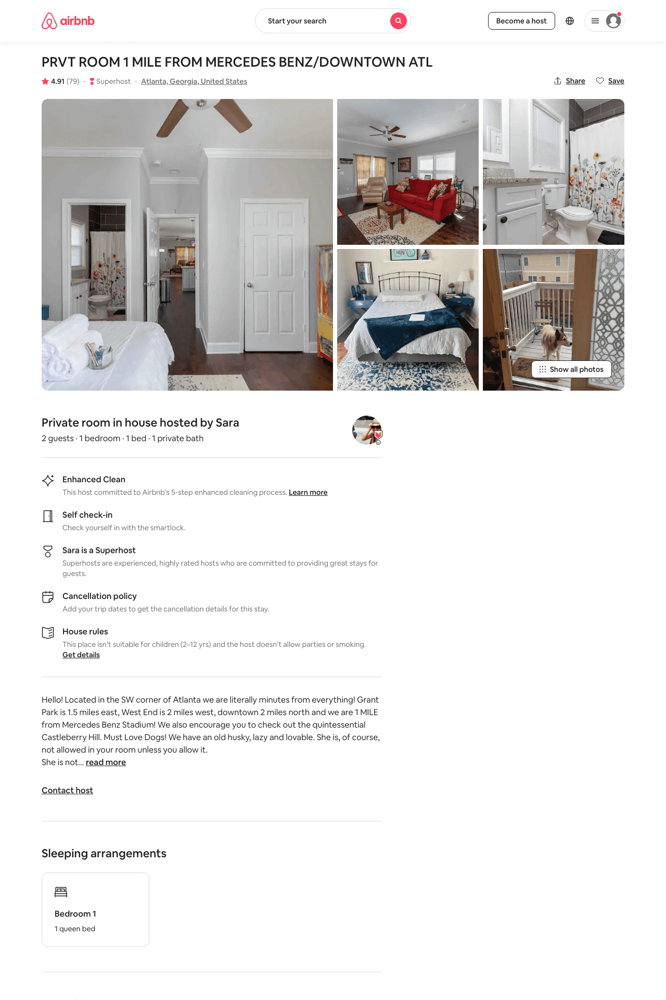 airbnb
Start your search
Become a host
PRVT ROOM 1 MILE FROM MERCEDES BENZ/DOWNTOWN ATL
4.91 (79) · Superhost · Atlanta, Georgia, United States
Share
Save
Show all photos
Private room in house hosted by Sara
2 guests · 1 bedroom · 1 bed · 1 private bath
Enhanced Clean
This host committed to Airbnb's 5-step enhanced cleaning process. Learn more
Self check-in
Check yourself in with the smartlock.
Sara is a Superhost
Superhosts are experienced, highly rated hosts who are committed to providing great stays for
guests.
Cancellation policy
Add your trip dates to get the cancellation details for this stay.
House rules
This place isn’t suitable for children (2–12 yrs) and the host doesn’t allow parties or smoking.
Get details
Hello! Located in the SW corner of Atlanta we are literally minutes from everything! Grant
Park is 1.5 miles east, West End is 2 miles west, downtown 2 miles north and we are 1 MILE
from Mercedes Benz Stadium! We also encourage you to check out the quintessential
Castleberry Hill. Must Love Dogs! We have an old husky, lazy and lovable. She is, of course,
not allowed in your room unless you allow it.
She is not... read more
Contact host
Sleeping arrangements
Bedroom 1
1 queen bed